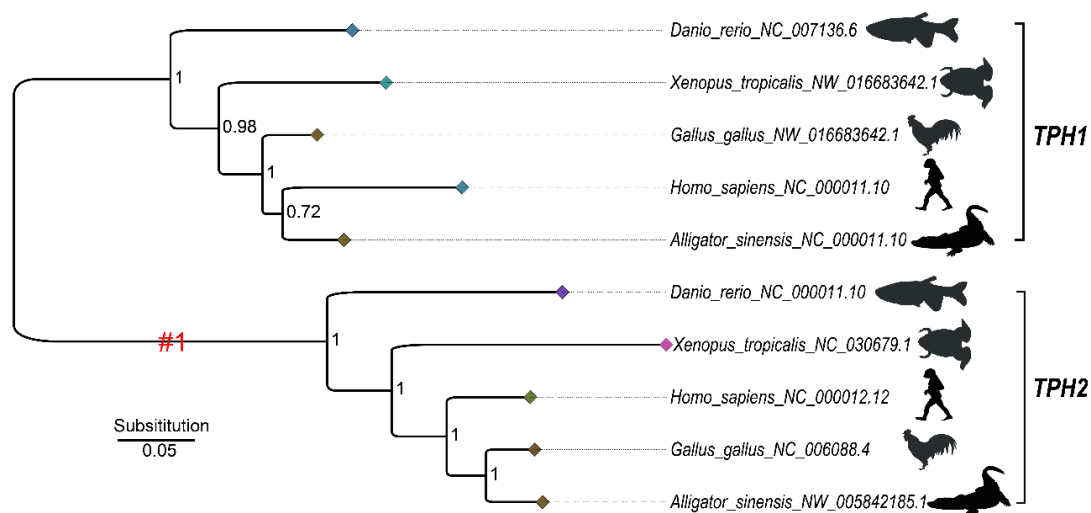 Danio_rerio_NC_007136.6
1
Xenopus_tropicalis_NW_016683642.1
0.98
Gallus_gallus_NW_016683642.1
TPH1
1
Homo_sapiens_NC_000011.10
0.72
Alligator_sinensis_NC_000011.10
Danio_rerio_NC_000011.10
#1
1
Xenopus_tropicalis_NC_030679.1
1
Homo_sapiens_NC_000012.12
TPH2
Subsititution
0.05
1
Gallus_gallus_NC_006088.4
1
Alligator_sinensis_NW_005842185.1